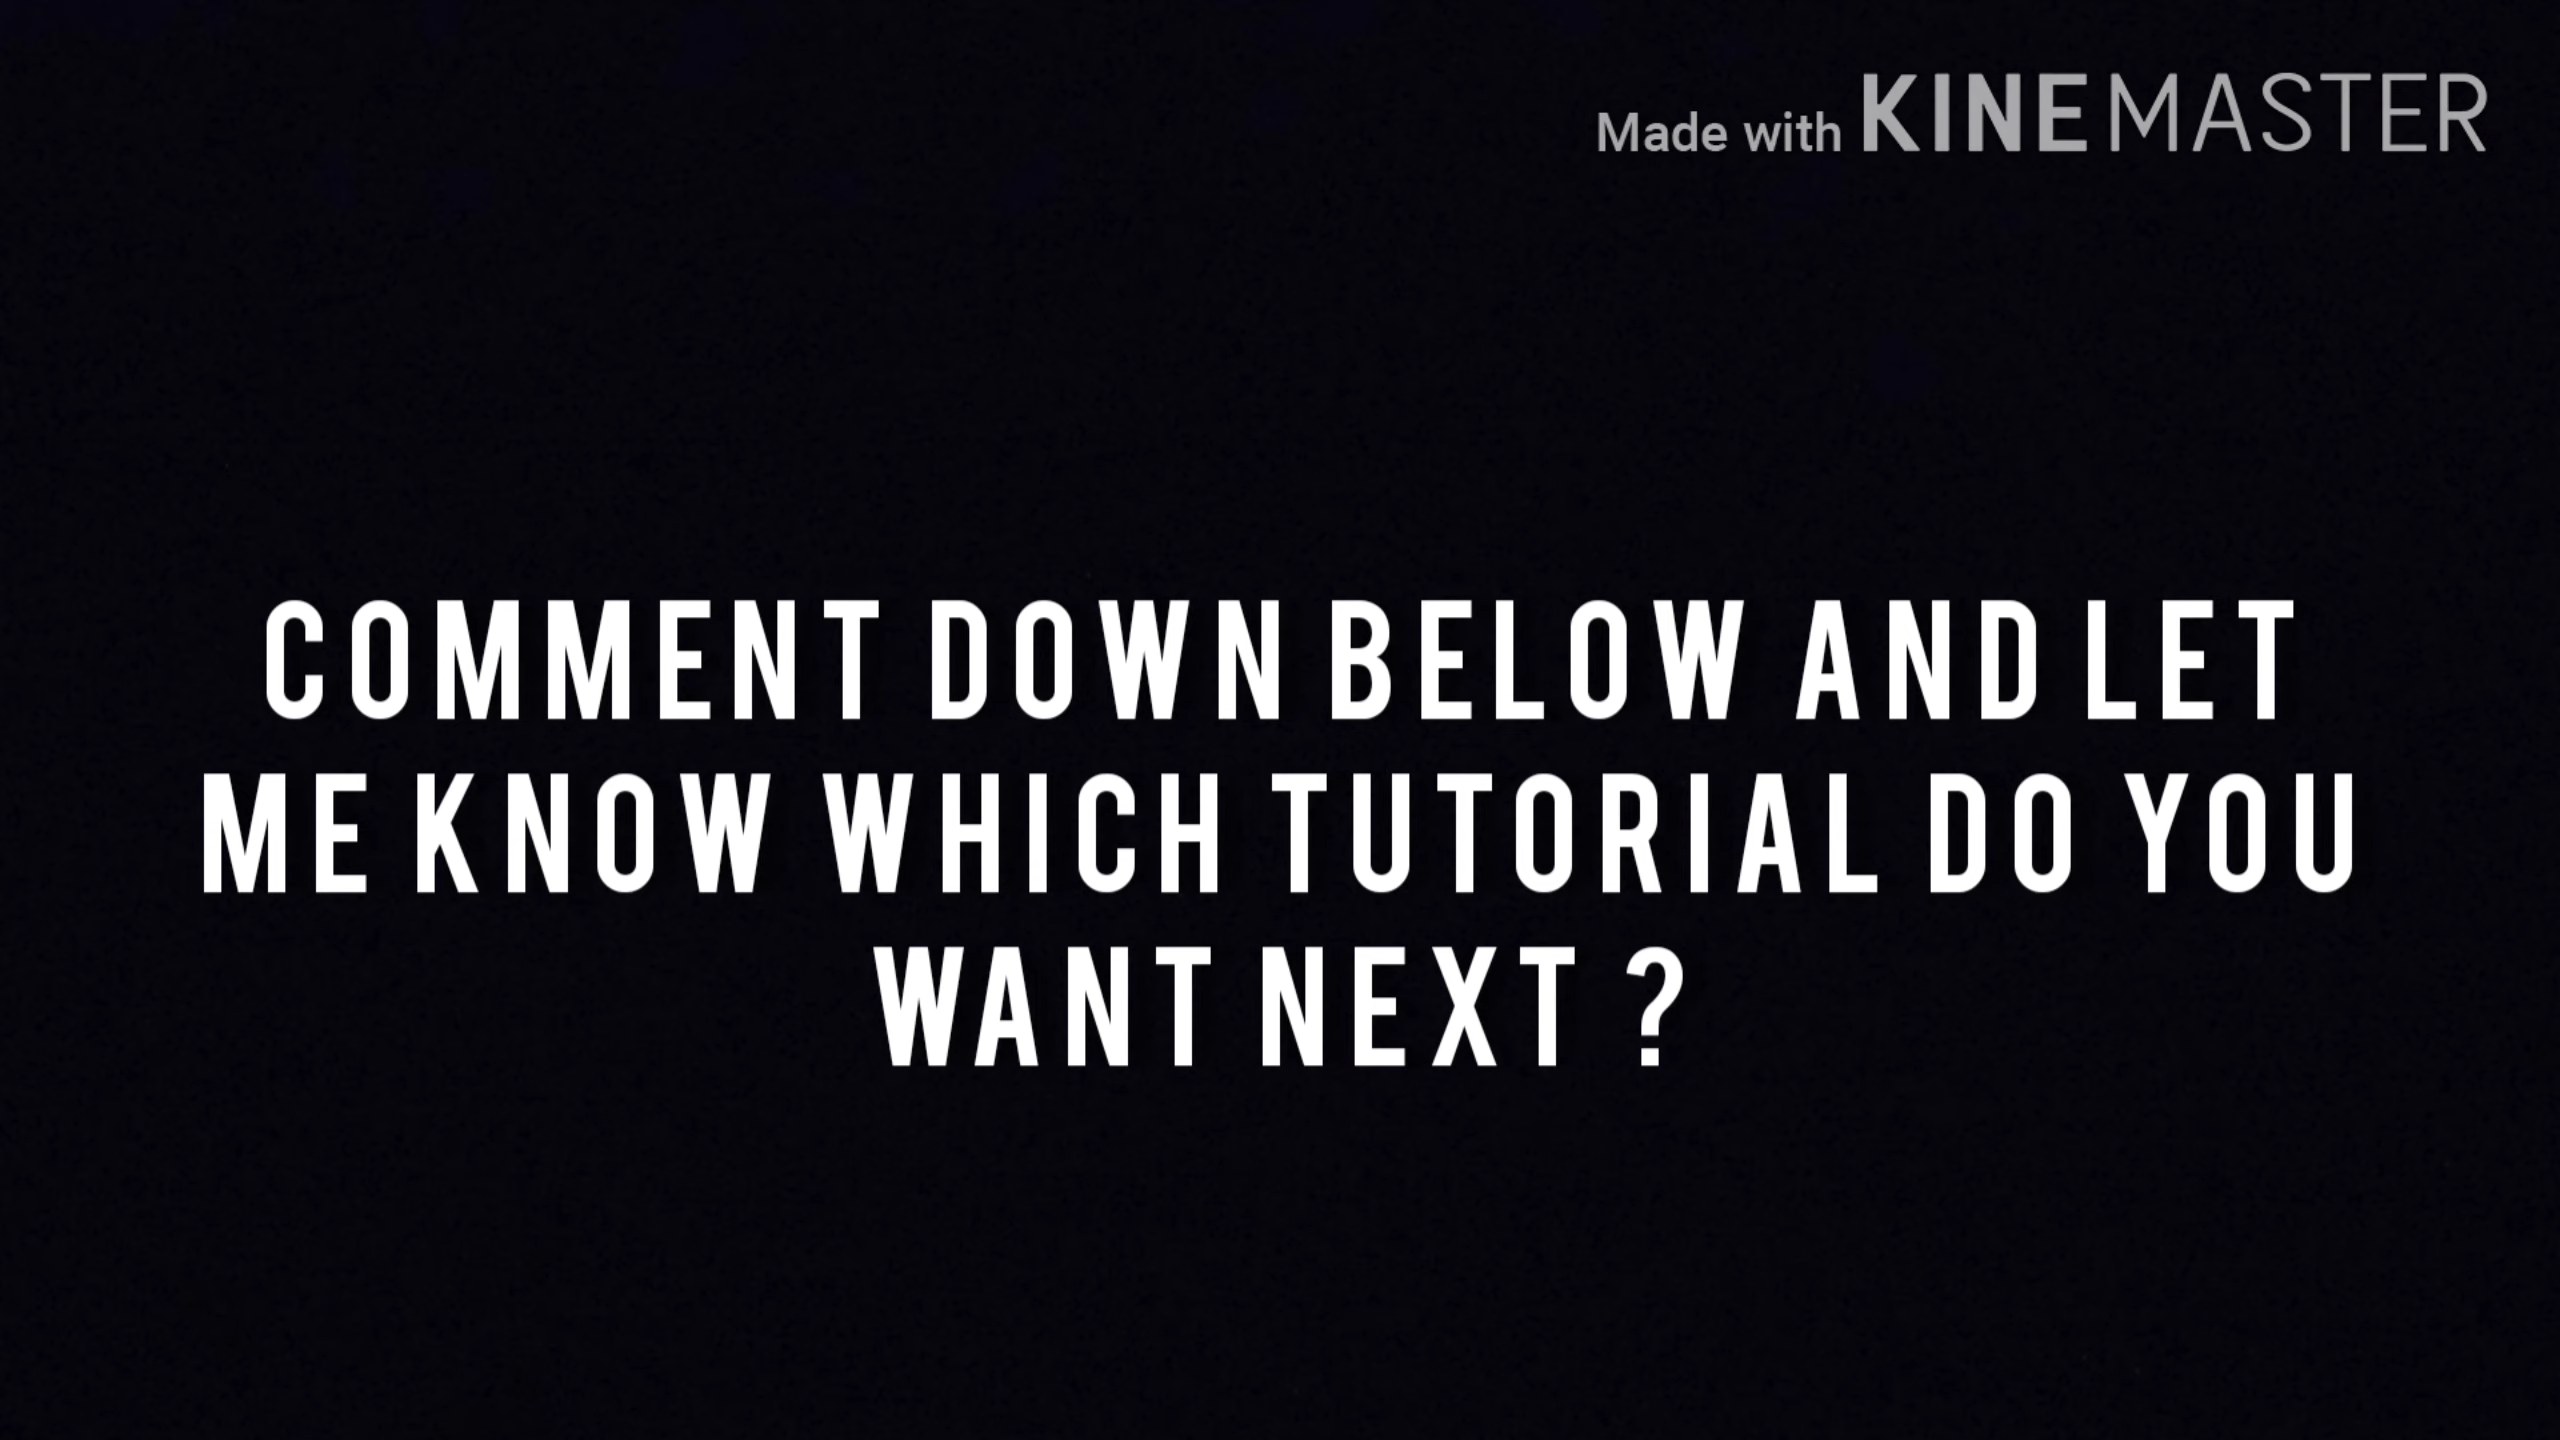 Made with KINEMASTER
COMMENT DOWN BELOW AND LET
ME KNOW WHICH TUTORIAL DO YOU
WANT NEXT ?